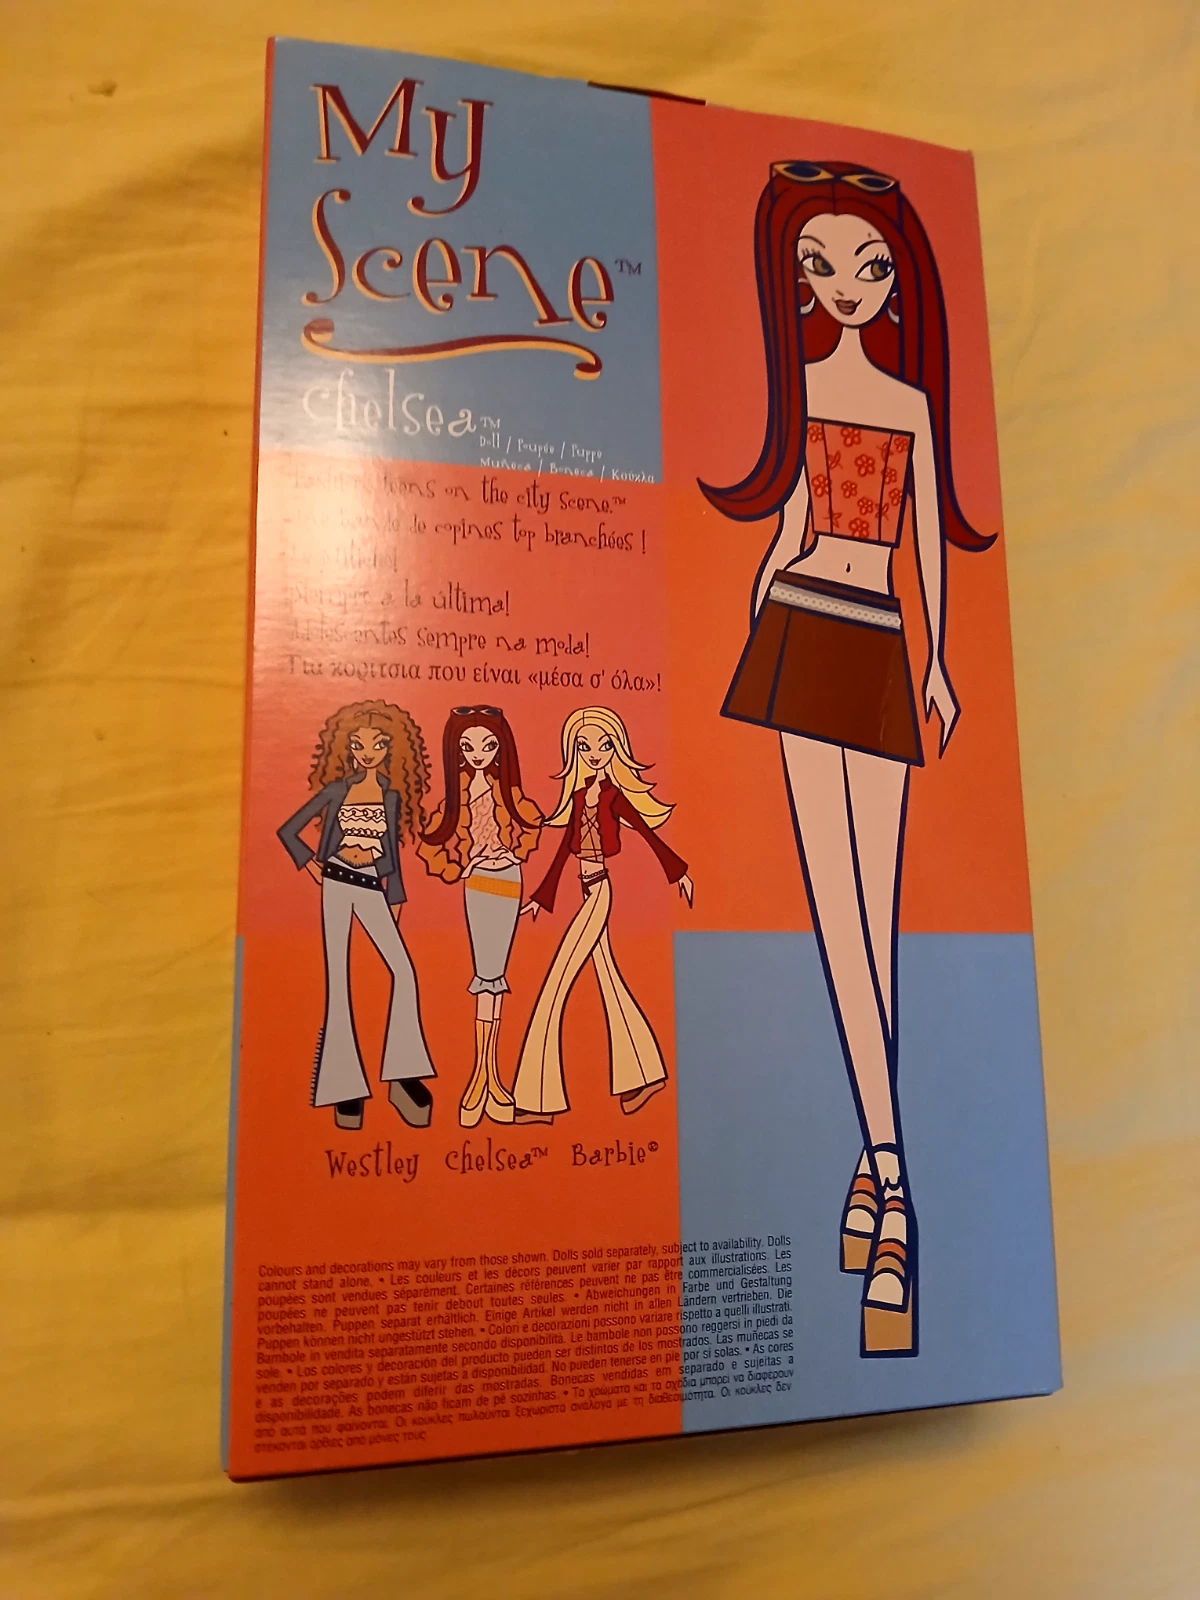 My
Scene™
chelsea™
Doll / Poupée / Puppe
Muñeca / Boneca / Κούκλα
Fashion teens on the city scene.™
bande de copines top branchées !
Siempre a la última!
Adolescentes sempre na moda!
Για κορίτσια που είναι «μέσα σ' όλα»!
Westley chelsea™ Barbie®
Colours and decorations may vary from those shown. Dolls sold separately, subject to availability. Dolls
cannot stand alone. • Les couleurs et les décors peuvent varier par rapport aux illustrations. Les
poupées sont vendues séparément. Certaines références peuvent ne pas être commercialisées. Les
poupées ne peuvent pas tenir debout toutes seules. • Abweichungen in Farbe und Gestaltung
vorbehalten. Puppen separat erhältlich. Einige Artikel werden nicht in allen Ländern vertrieben. Die
Puppen können nicht ungestützt stehen. • Colori e decorazioni possono variare rispetto a quelli illustrati.
Bambole in vendita separatamente secondo disponibilità. Le bambole non possono reggersi in piedi da
sole. • Los colores y decoración del producto pueden ser distintos de los mostrados. Las muñecas se
venden por separado y están sujetas a disponibilidad. No pueden tenerse en pie por sí solas. • As cores
e as decorações podem diferir das mostradas. Bonecas vendidas em separado e sujeitas a
disponibilidade. As bonecas não ficam de pé sozinhas. • Τα χρώματα και τα σχέδια μπορεί να διαφέρουν
από αυτά που φαίνονται. Οι κούκλες πωλούνται ξεχωριστά ανάλογα με τη διαθεσιμότητα. Οι κούκλες δεν
στέκονται όρθιες από μόνες τους.